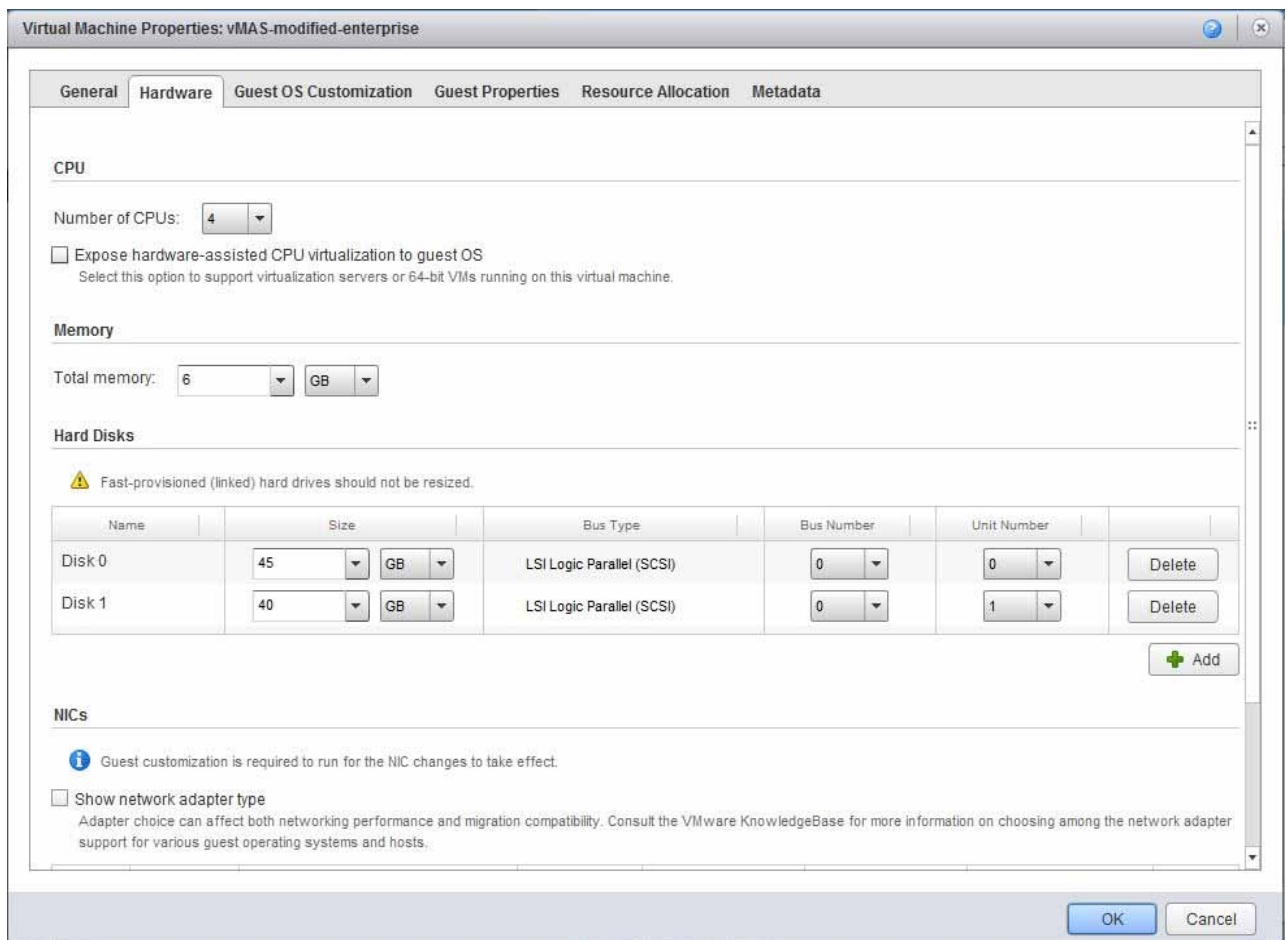 Virtual Machine Properties: vMAS-modified-enterprise
General Hardware Guest OS Customization Guest Properties Resource Allocation Metadata
CPU
Number of CPUs: 4
Expose hardware-assisted CPU virtualization to guest OS
Select this option to support virtualization servers or 64-bit VMs running on this virtual machine.
Memory
Total memory: 6 GB
Hard Disks
Fast-provisioned (linked) hard drives should not be resized.
Name Size Bus Type Bus Number Unit Number
Disk 0 45 GB LSI Logic Parallel (SCSI) 0 0 Delete
Disk 1 40 GB LSI Logic Parallel (SCSI) 0 1 Delete
Add
NICs
Guest customization is required to run for the NIC changes to take effect.
Show network adapter type
Adapter choice can affect both networking performance and migration compatibility. Consult the VMware KnowledgeBase for more information on choosing among the network adapter
support for various guest operating systems and hosts.
OK Cancel